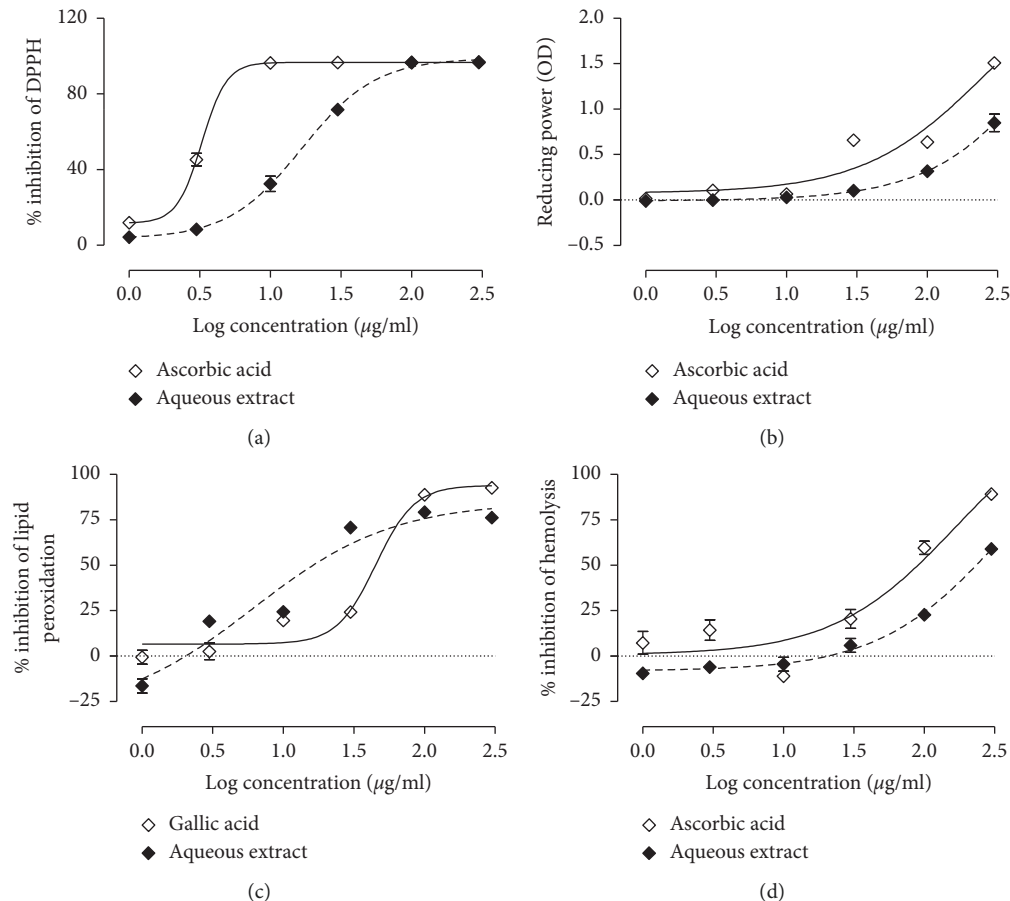 120
80
40
0
% inhibition of DPPH
0.0 0.5 1.0 1.5 2.0 2.5
Log concentration (μg/ml)
Ascorbic acid
Aqueous extract
(a)
2.0
1.5
1.0
0.5
0.0
−0.5
Reducing power (OD)
0.0 0.5 1.0 1.5 2.0 2.5
Log concentration (μg/ml)
Ascorbic acid
Aqueous extract
(b)
100
75
50
25
0
−25
% inhibition of lipid
peroxidation
0.0 0.5 1.0 1.5 2.0 2.5
Log concentration (μg/ml)
Gallic acid
Aqueous extract
(c)
100
75
50
25
0
−25
% inhibition of hemolysis
0.0 0.5 1.0 1.5 2.0 2.5
Log concentration (μg/ml)
Ascorbic acid
Aqueous extract
(d)